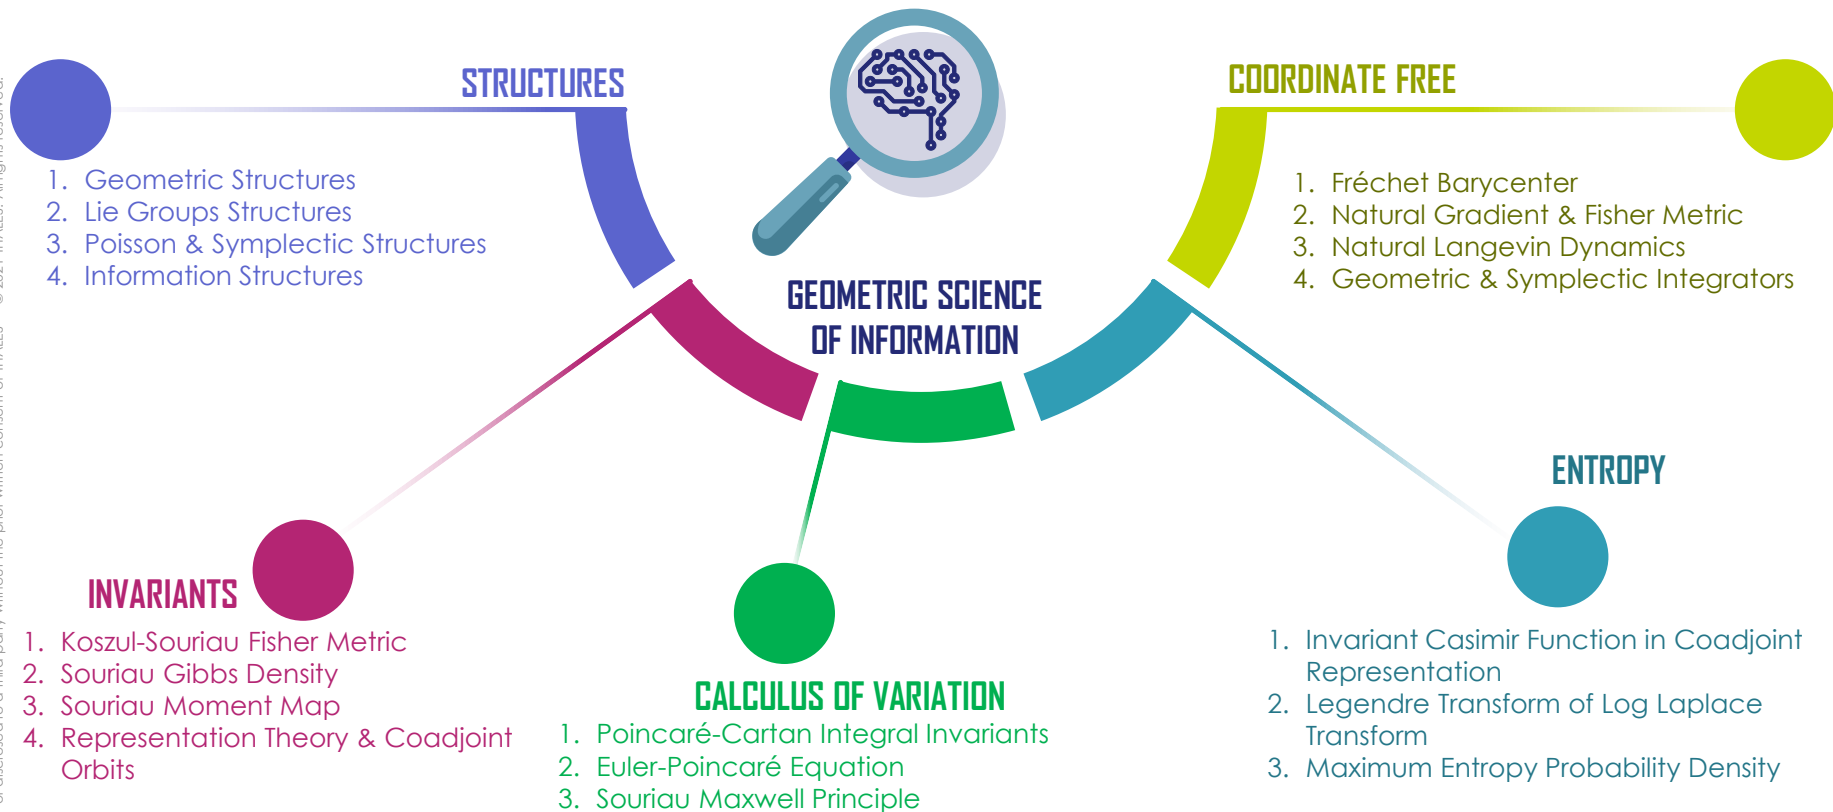 STRUCTURES
1. Geometric Structures
2. Lie Groups Structures
3. Poisson & Symplectic Structures
4. Information Structures
GEOMETRIC SCIENCE
OF INFORMATION
COORDINATE FREE
1. Fréchet Barycenter
2. Natural Gradient & Fisher Metric
3. Natural Langevin Dynamics
4. Geometric & Symplectic Integrators
INVARIANTS
1. Koszul-Souriau Fisher Metric
2. Souriau Gibbs Density
3. Souriau Moment Map
4. Representation Theory & Coadjoint
Orbits
CALCULUS OF VARIATION
1. Poincaré-Cartan Integral Invariants
2. Euler-Poincaré Equation
3. Souriau Maxwell Principle
ENTROPY
1. Invariant Casimir Function in Coadjoint
Representation
2. Legendre Transform of Log Laplace
Transform
3. Maximum Entropy Probability Density